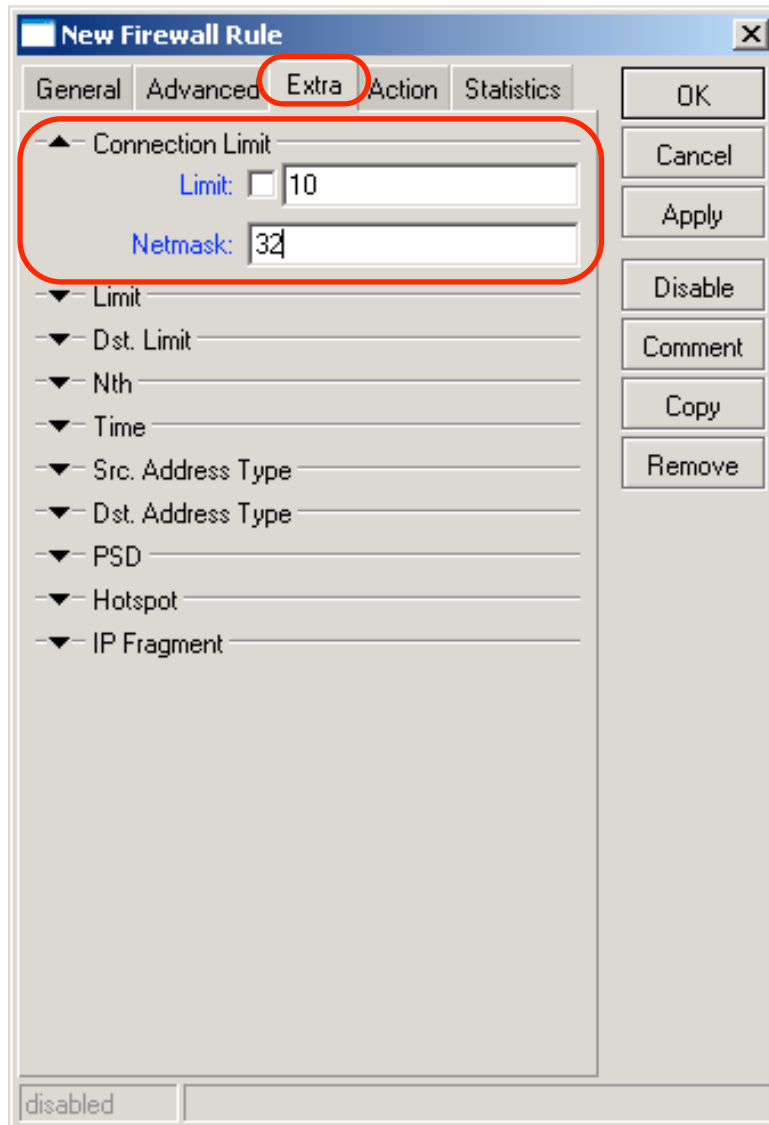 New Firewall Rule
General Advanced Extra Action Statistics
Connection Limit
Limit: 10
Netmask: 32
Limit
Dst. Limit
Nth
Time
Src. Address Type
Dst. Address Type
PSD
Hotspot
IP Fragment
OK
Cancel
Apply
Disable
Comment
Copy
Remove
disabled